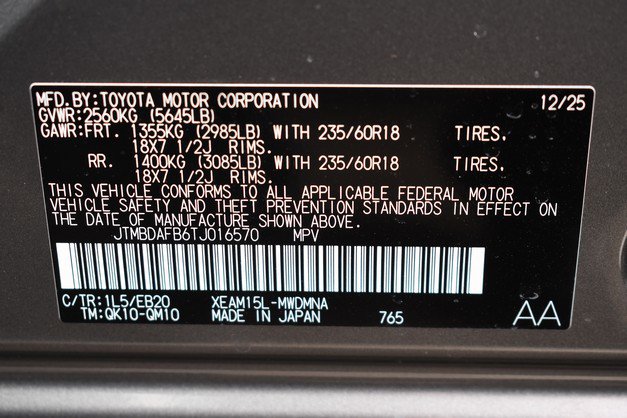 MFD.BY:TOYOTA MOTOR CORPORATION 12/25
GVWR:2560KG (5645LB)
GAWR:FRT. 1355KG (2985LB) WITH 235/60R18 TIRES.
18X7 1/2J RIMS.
RR. 1400KG (3085LB) WITH 235/60R18 TIRES.
18X7 1/2J RIMS.
THIS VEHICLE CONFORMS TO ALL APPLICABLE FEDERAL MOTOR
VEHICLE SAFETY AND THEFT PREVENTION STANDARDS IN EFFECT ON
THE DATE OF MANUFACTURE SHOWN ABOVE.
JTMBDAFB6TJ016570 MPV
C/TR:1L5/EB20 XEAM15L-MWDMNA
TM:QK10-QM10 MADE IN JAPAN 765 AA